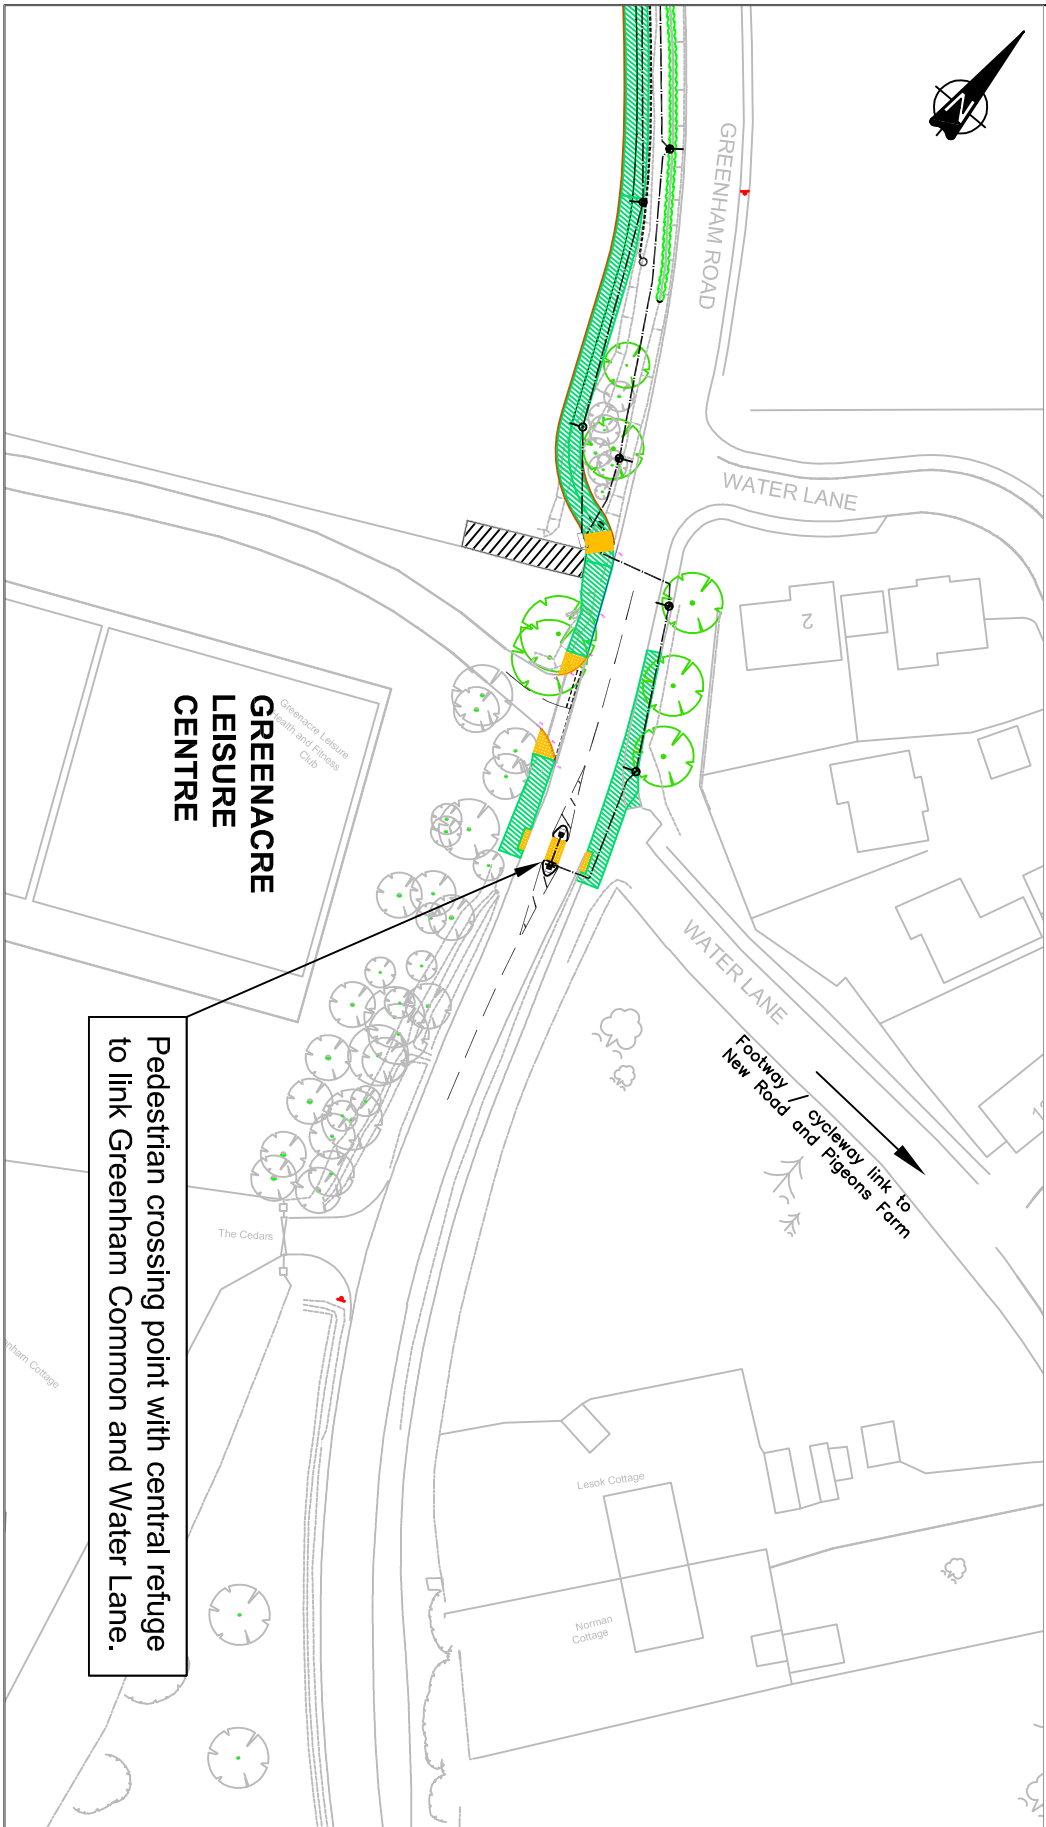 N
GREENHAM ROAD
WATER LANE
2
GREENACRE
LEISURE
CENTRE
Greenacre Leisure
Health and Fitness
Club
WATER LANE
Footway / cycleway link to
New Road and Pigeons Farm
Pedestrian crossing point with central refuge
to link Greenham Common and Water Lane.
The Cedars
Cottage
Lesok Cottage
Norman
Cottage